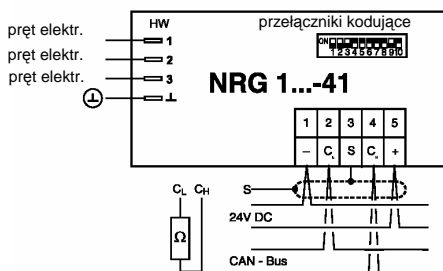 HW
przełączniki kodujące
pręt elektr.
1
ON
pręt elektr.
2
1 2 3 4 5 6 7 8 9 10
pręt elektr.
3
NRG 1...-41
1 2 3 4 5
– CL S CH +
CL CH
S
24V DC
Ω
CAN - Bus